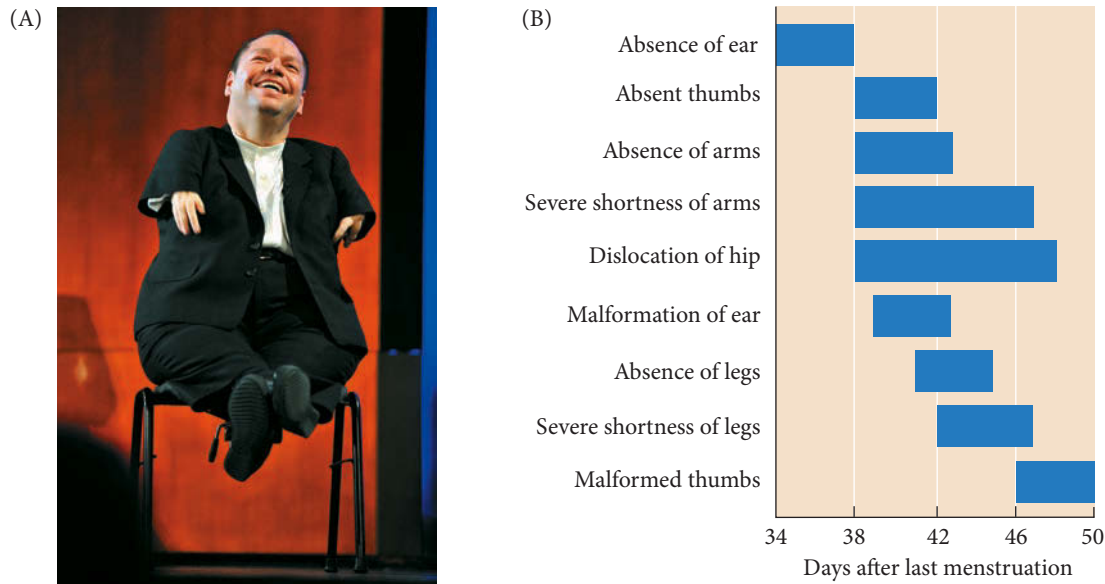 (A)
(B)
Absence of ear
Absent thumbs
Absence of arms
Severe shortness of arms
Dislocation of hip
Malformation of ear
Absence of legs
Severe shortness of legs
Malformed thumbs
34 38 42 46 50
Days after last menstruation